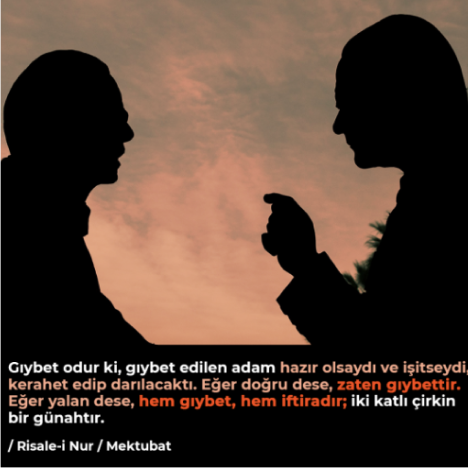 Gıybet odur ki, gıybet edilen adam hazır olsaydı ve işitseydi,
kerahet edip darılacaktı. Eğer doğru dese, zaten gıybettir.
Eğer yalan dese, hem gıybet, hem iftiradır; iki katlı çirkin
bir günahtır.
/ Risale-i Nur / Mektubat